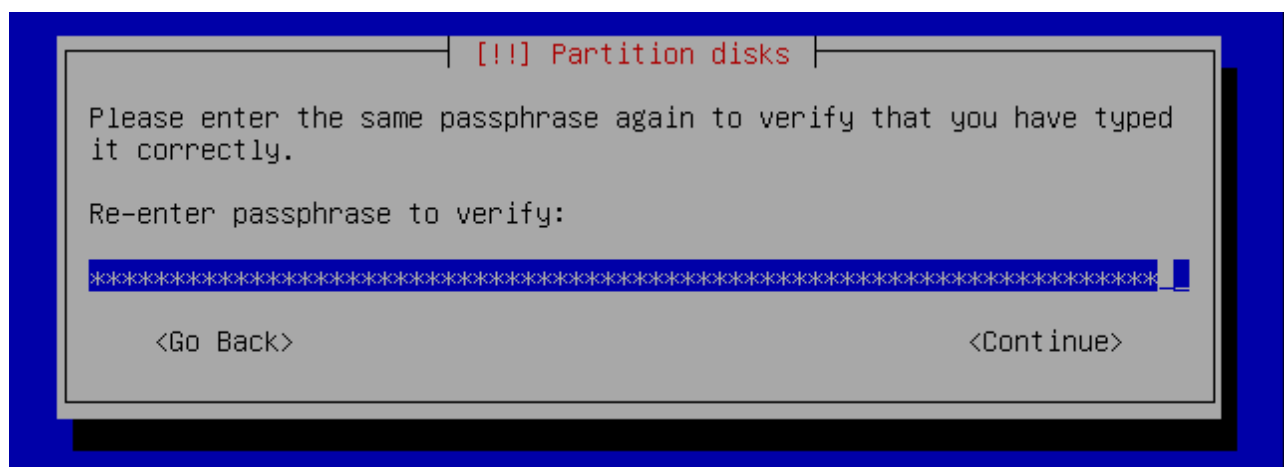 [!!] Partition disks
Please enter the same passphrase again to verify that you have typed
it correctly.
Re-enter passphrase to verify:
*******************************************************************_
<Go Back> <Continue>